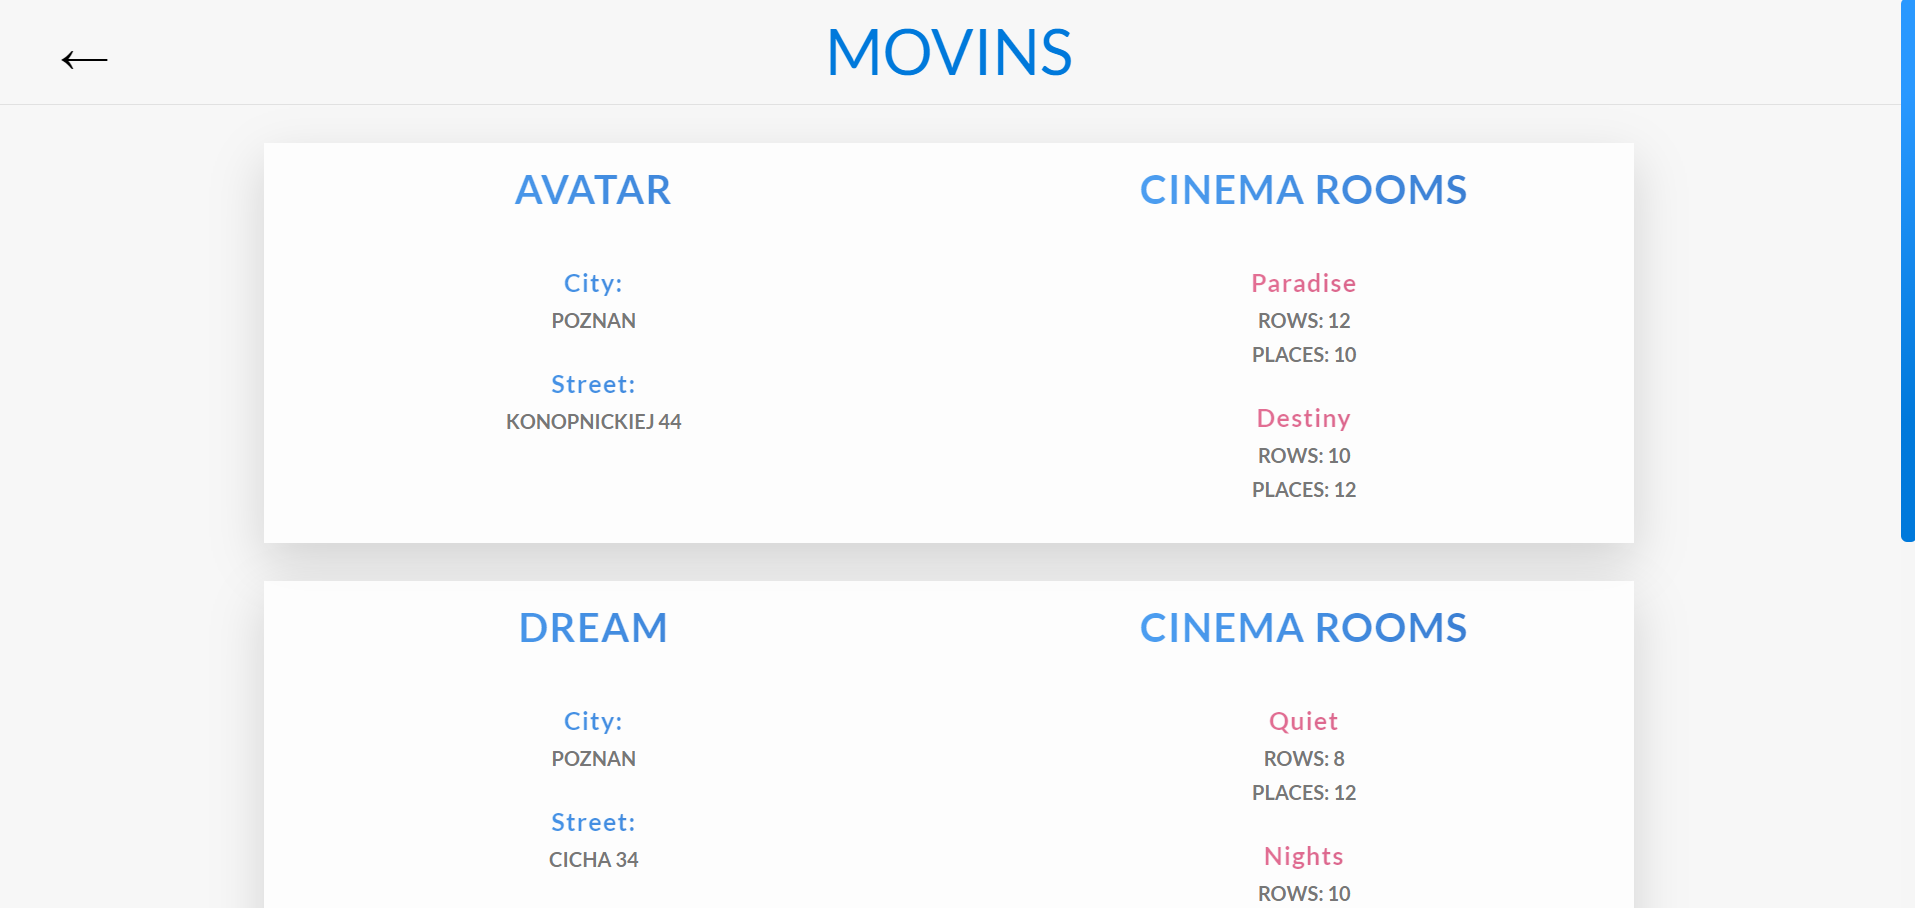 MOVINS
AVATAR
City:
POZNAN
Street:
KONOPNICKIEJ 44
CINEMA ROOMS
Paradise
ROWS: 12
PLACES: 10
Destiny
ROWS: 10
PLACES: 12
DREAM
City:
POZNAN
Street:
CICHA 34
CINEMA ROOMS
Quiet
ROWS: 8
PLACES: 12
Nights
ROWS: 10